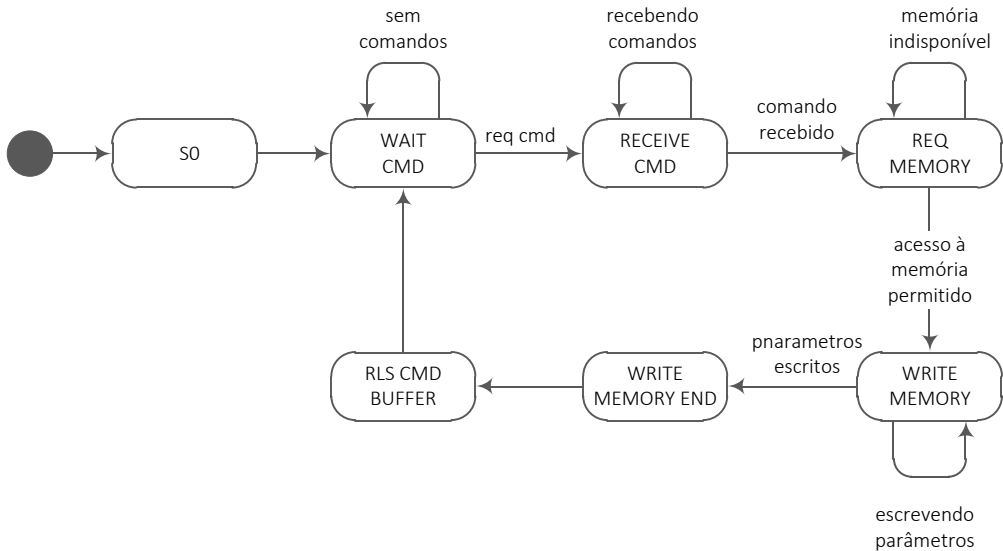 sem
comandos
recebendo
comandos
memória
indisponível
S0
WAIT
CMD
req cmd
RECEIVE
CMD
comando
recebido
REQ
MEMORY
acesso à
memória
permitido
RLS CMD
BUFFER
WRITE
MEMORY END
pnarametros
escritos
WRITE
MEMORY
escrevendo
parâmetros